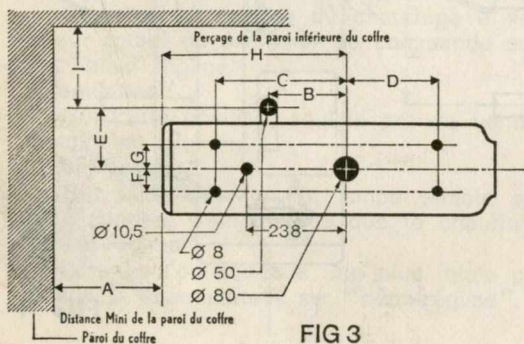 Perçage de la paroi inférieure du coffre
H
I
C
D
B
E
G
F
Ø 10,5
238
Ø 8
Ø 50
Ø 80
A
Distance Mini de la paroi du coffre
Paroi du coffre
FIG 3